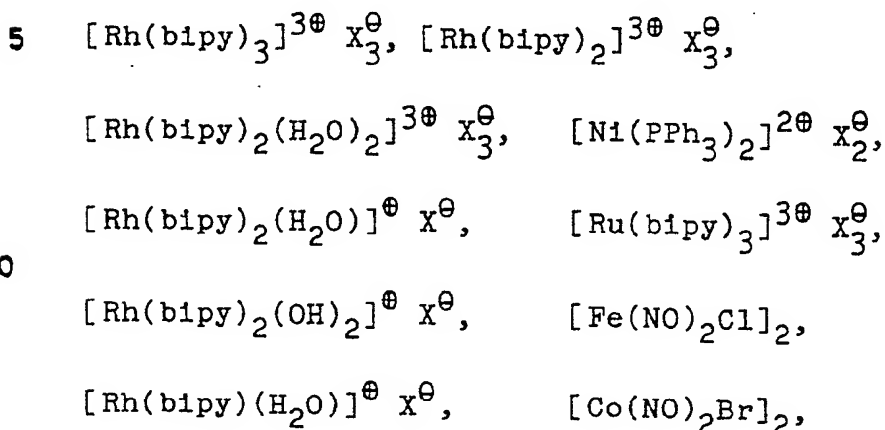 5 [Rh(bipy)₃]³⊕ X₃⊖, [Rh(bipy)₂]³⊕ X₃⊖,
[Rh(bipy)₂(H₂O)₂]³⊕ X₃⊖, [Ni(PPh₃)₂]²⊕ X₂⊖,
[Rh(bipy)₂(H₂O)]⊕ X⊖, [Ru(bipy)₃]³⊕ X₃⊖,
0
[Rh(bipy)₂(OH)₂]⊕ X⊖, [Fe(NO)₂Cl]₂,
[Rh(bipy)(H₂O)]⊕ X⊖, [Co(NO)₂Br]₂,